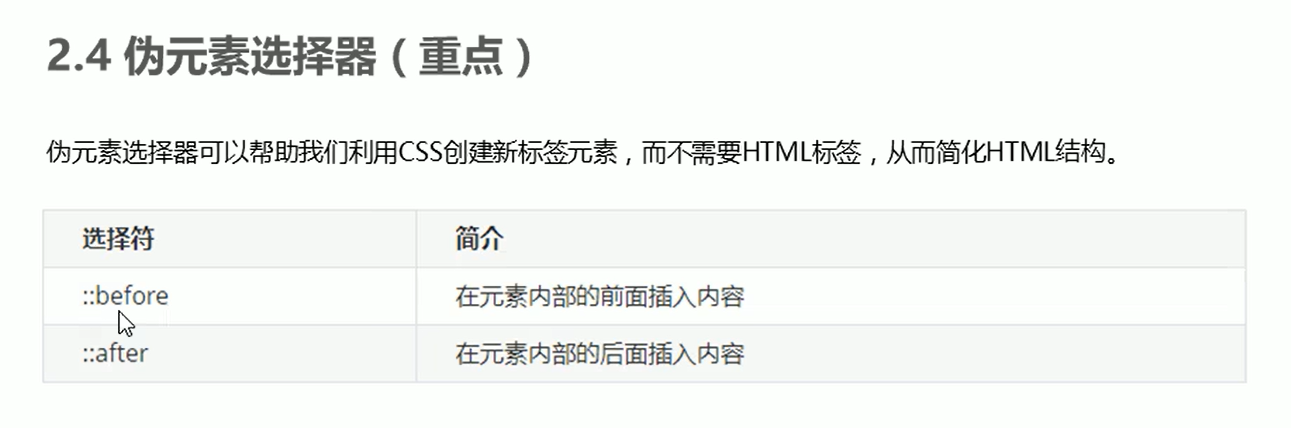 2.4 伪元素选择器（重点）
伪元素选择器可以帮助我们利用CSS创建新标签元素，而不需要HTML标签，从而简化HTML结构。
选择符 简介
::before 在元素内部的前面插入内容
::after 在元素内部的后面插入内容